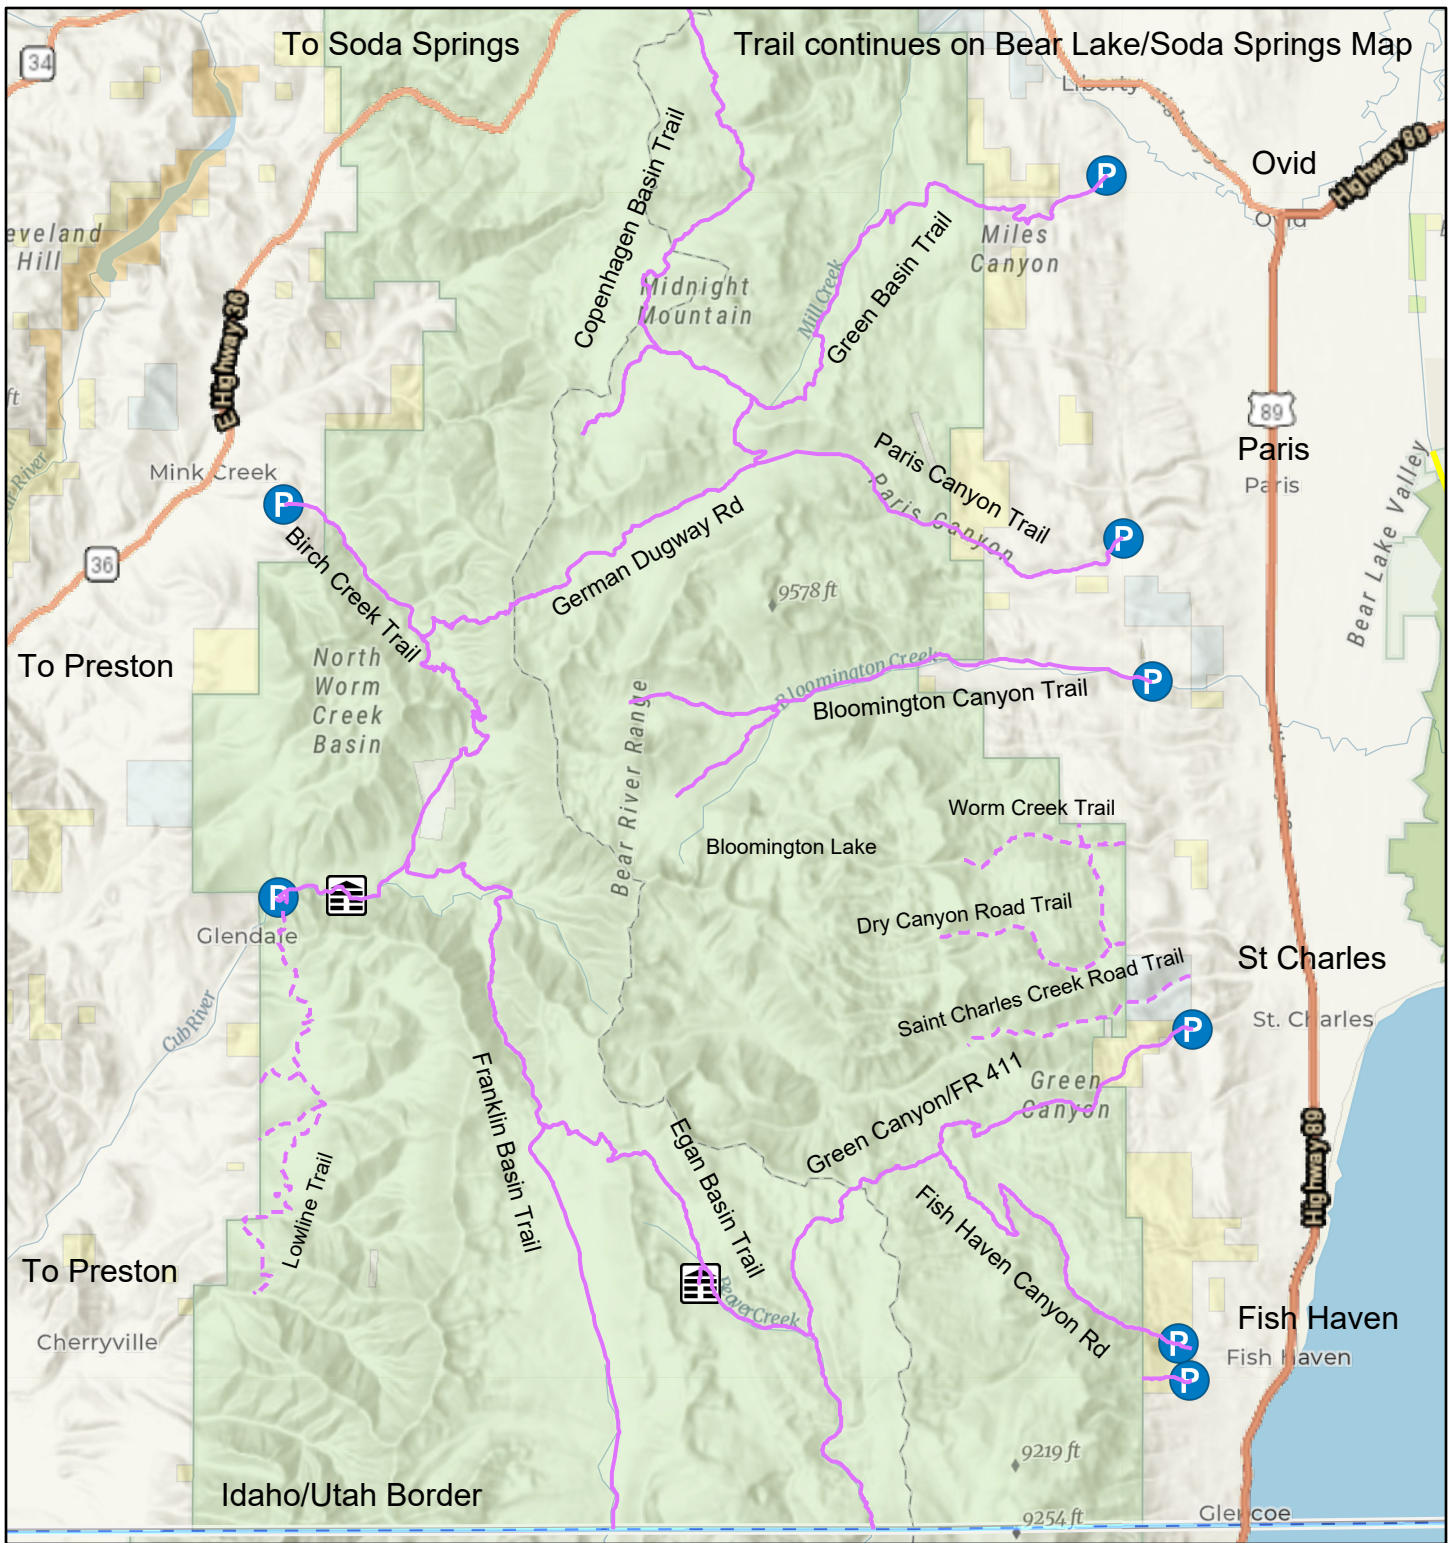 To Soda Springs
Trail continues on Bear Lake/Soda Springs Map
34
Liberty
Highway 89
Ovid
Ovid
P
Copenhagen Basin Trail
Miles
Canyon
eveland
Hill
Green Basin Trail
Mill Creek
Midnight
Mountain
E Highway 36
ft
89
Paris
Paris
Paris Canyon Trail
Paris Canyon
Mink Creek
P
P
German Dugway Rd
Birch Creek Trail
36
Bear Lake Valley
9578 ft
To Preston
North
Worm
Creek
Basin
Bloomington Creek
Bloomington Canyon Trail
P
Bear River Range
Worm Creek Trail
Bloomington Lake
P
Glendale
Dry Canyon Road Trail
St Charles
Saint Charles Creek Road Trail
St. Charles
P
Cub River
Franklin Basin Trail
Green Canyon/FR 411
Green
Canyon
Egan Basin Trail
Highway 89
Lowline Trail
Fish Haven Canyon Rd
To Preston
Beaver Creek
Cherryville
Fish Haven
Fish Haven
P
P
9219 ft
Idaho/Utah Border
9254 ft
Glencoe